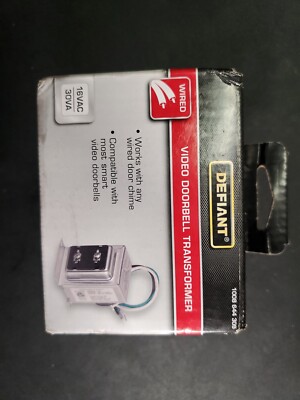 DEFIANT®
1008 644 309
WIRED
VIDEO DOORBELL TRANSFORMER
• Works with any
wired door chime
• Compatible with
most smart
video doorbells
16VAC
30VA